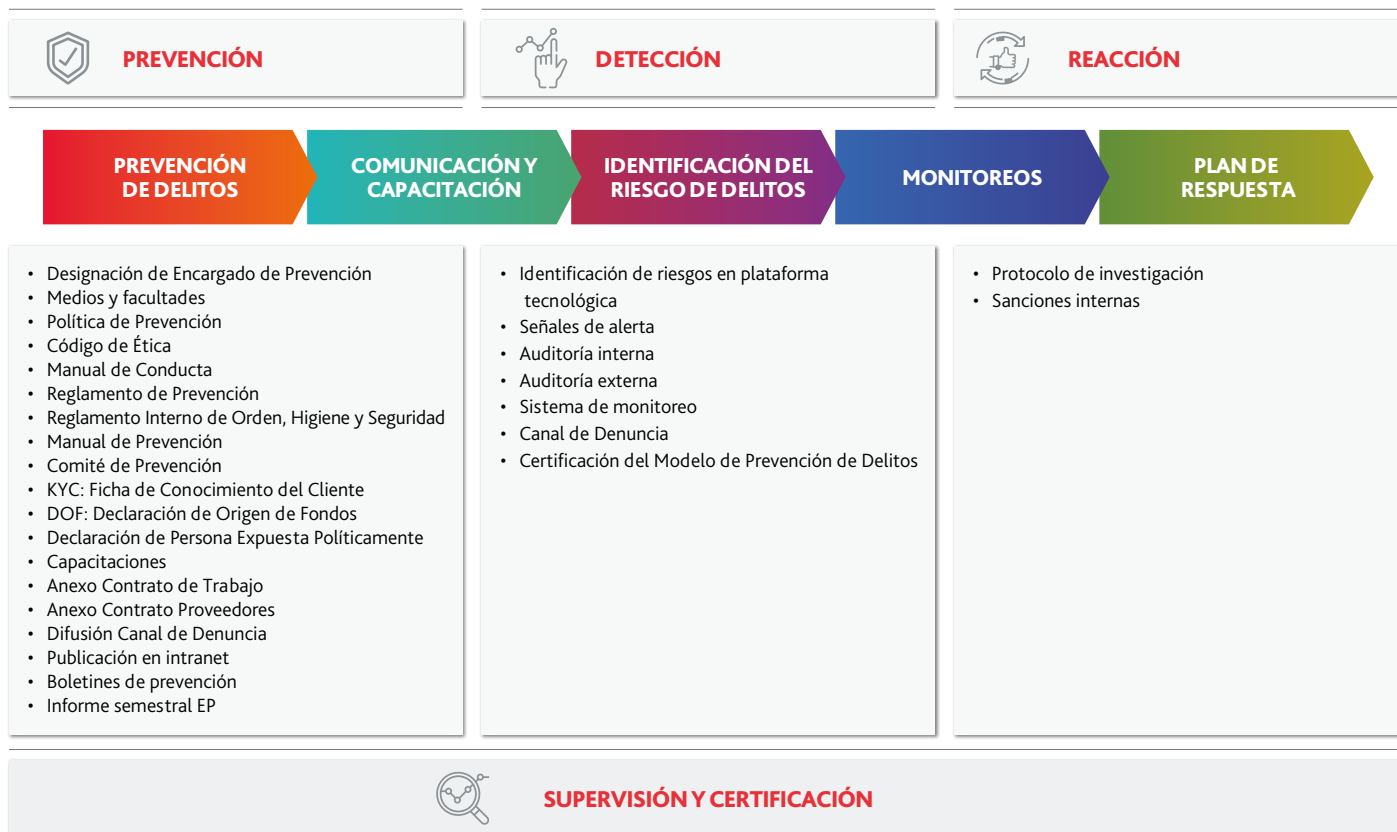 PREVENCIÓN
DETECCIÓN
REACCIÓN
PREVENCIÓN
DE DELITOS
COMUNICACIÓN Y
CAPACITACIÓN
IDENTIFICACIÓN DEL
RIESGO DE DELITOS
MONITOREOS
PLAN DE
RESPUESTA
• Designación de Encargado de Prevención
• Medios y facultades
• Política de Prevención
• Código de Ética
• Manual de Conducta
• Reglamento de Prevención
• Reglamento Interno de Orden, Higiene y Seguridad
• Manual de Prevención
• Comité de Prevención
• KYC: Ficha de Conocimiento del Cliente
• DOF: Declaración de Origen de Fondos
• Declaración de Persona Expuesta Políticamente
• Capacitaciones
• Anexo Contrato de Trabajo
• Anexo Contrato Proveedores
• Difusión Canal de Denuncia
• Publicación en intranet
• Boletines de prevención
• Informe semestral EP
• Identificación de riesgos en plataforma
tecnológica
• Señales de alerta
• Auditoría interna
• Auditoría externa
• Sistema de monitoreo
• Canal de Denuncia
• Certificación del Modelo de Prevención de Delitos
• Protocolo de investigación
• Sanciones internas
SUPERVISIÓN Y CERTIFICACIÓN